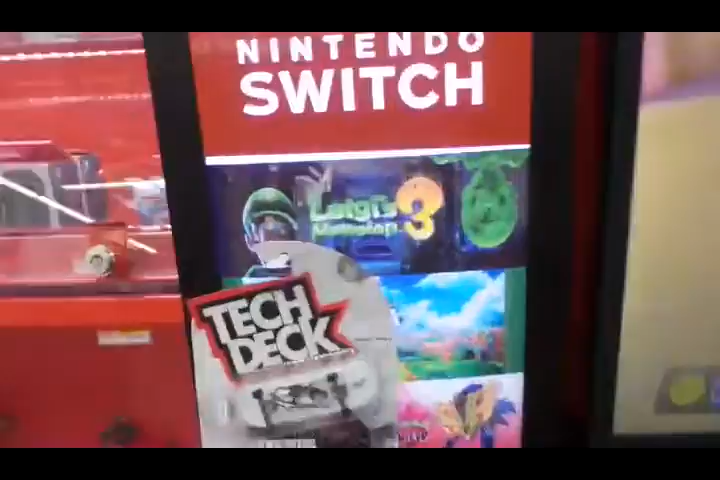 NINTENDO
SWITCH
Luigi's
Mansion 3
TECH
DECK